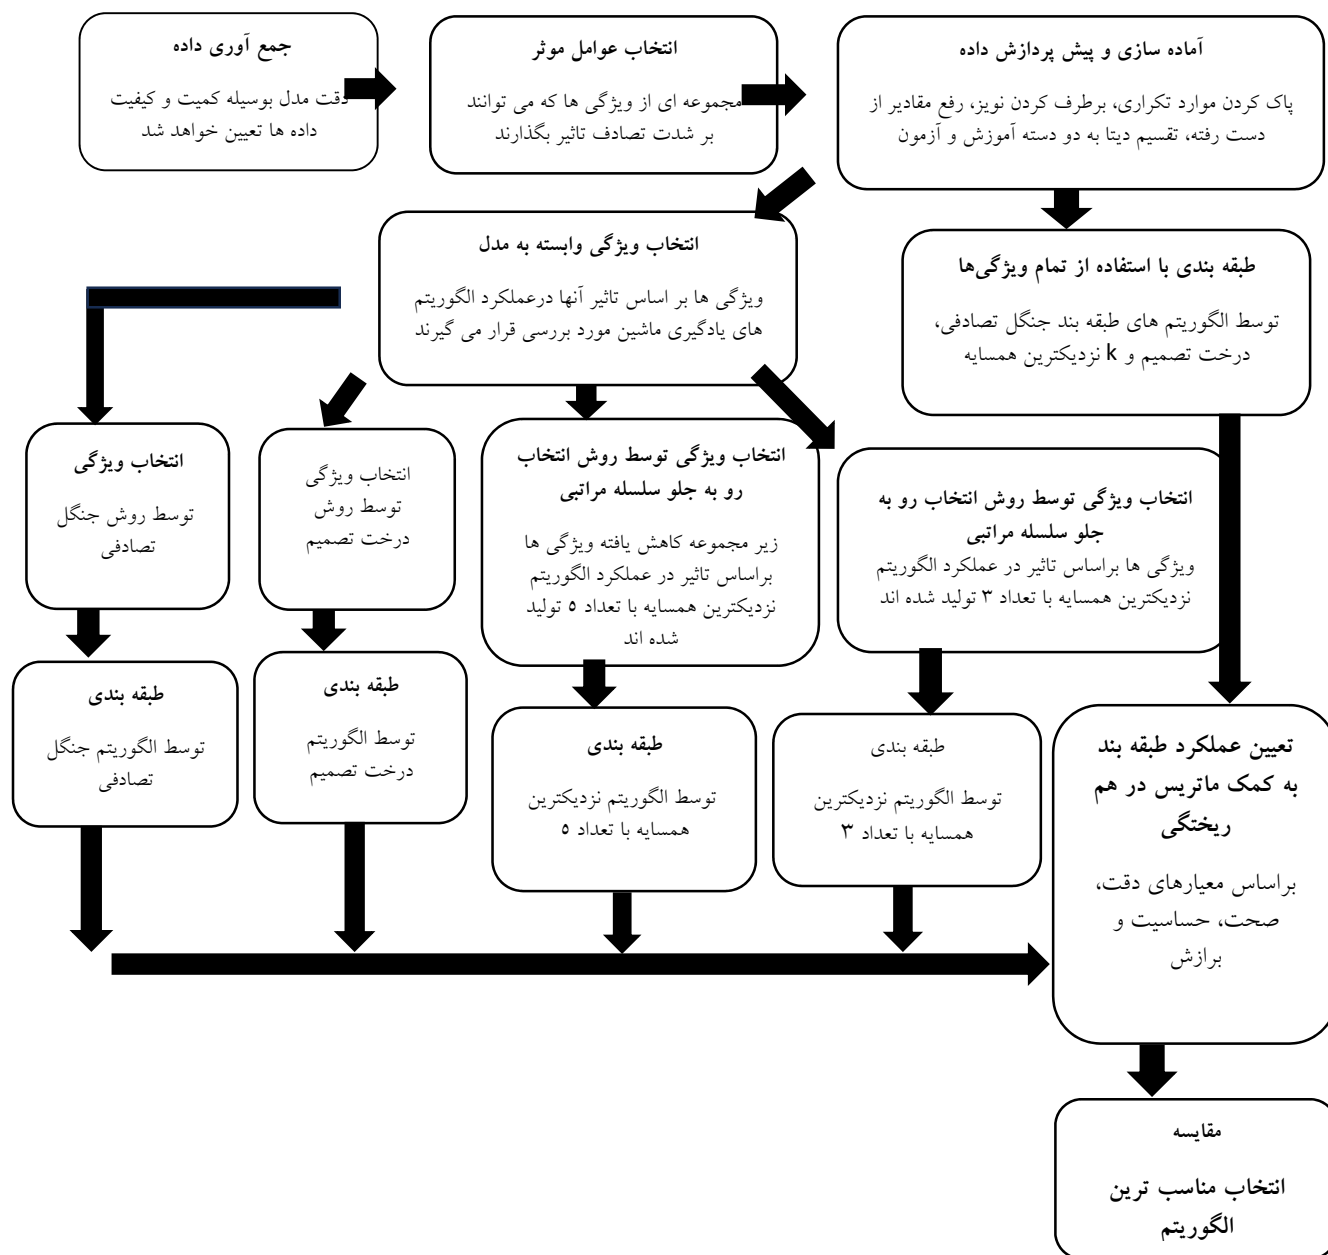 جمع آوری داده
دقت مدل بوسیله کمیت و کیفیت
داده ها تعیین خواهد شد
انتخاب عوامل موثر
مجموعه ای از ویژگی ها که می توانند
بر شدت تصادف تاثیر بگذارند
آماده سازی و پیش پردازش داده
پاک کردن موارد تکراری، برطرف کردن نویز، رفع مقادیر از
دست رفته، تقسیم دیتا به دو دسته آموزش و آزمون
انتخاب ویژگی وابسته به مدل
ویژگی ها بر اساس تاثیر آنها درعملکرد الگوریتم
های یادگیری ماشین مورد بررسی قرار می گیرند
طبقه بندی با استفاده از تمام ویژگی‌ها
توسط الگوریتم های طبقه بند جنگل تصادفی،
درخت تصمیم و k نزدیکترین همسایه
انتخاب ویژگی
توسط روش جنگل
تصادفی
انتخاب ویژگی
توسط روش
درخت تصمیم
انتخاب ویژگی توسط روش انتخاب
رو به جلو سلسله مراتبی
زیر مجموعه کاهش یافته ویژگی ها
براساس تاثیر در عملکرد الگوریتم
نزدیکترین همسایه با تعداد ٥ تولید
شده اند
انتخاب ویژگی توسط روش انتخاب رو به
جلو سلسله مراتبی
ویژگی ها براساس تاثیر در عملکرد الگوریتم
نزدیکترین همسایه با تعداد ۳ تولید شده اند
طبقه بندی
توسط الگوریتم جنگل
تصادفی
طبقه بندی
توسط الگوریتم
درخت تصمیم
طبقه بندی
توسط الگوریتم نزدیکترین
همسایه با تعداد ٥
طبقه بندی
توسط الگوریتم نزدیکترین
همسایه با تعداد ۳
تعیین عملکرد طبقه بند
به کمک ماتریس در هم
ریختگی
براساس معیارهای دقت،
صحت، حساسیت و
برازش
مقایسه
انتخاب مناسب ترین
الگوریتم